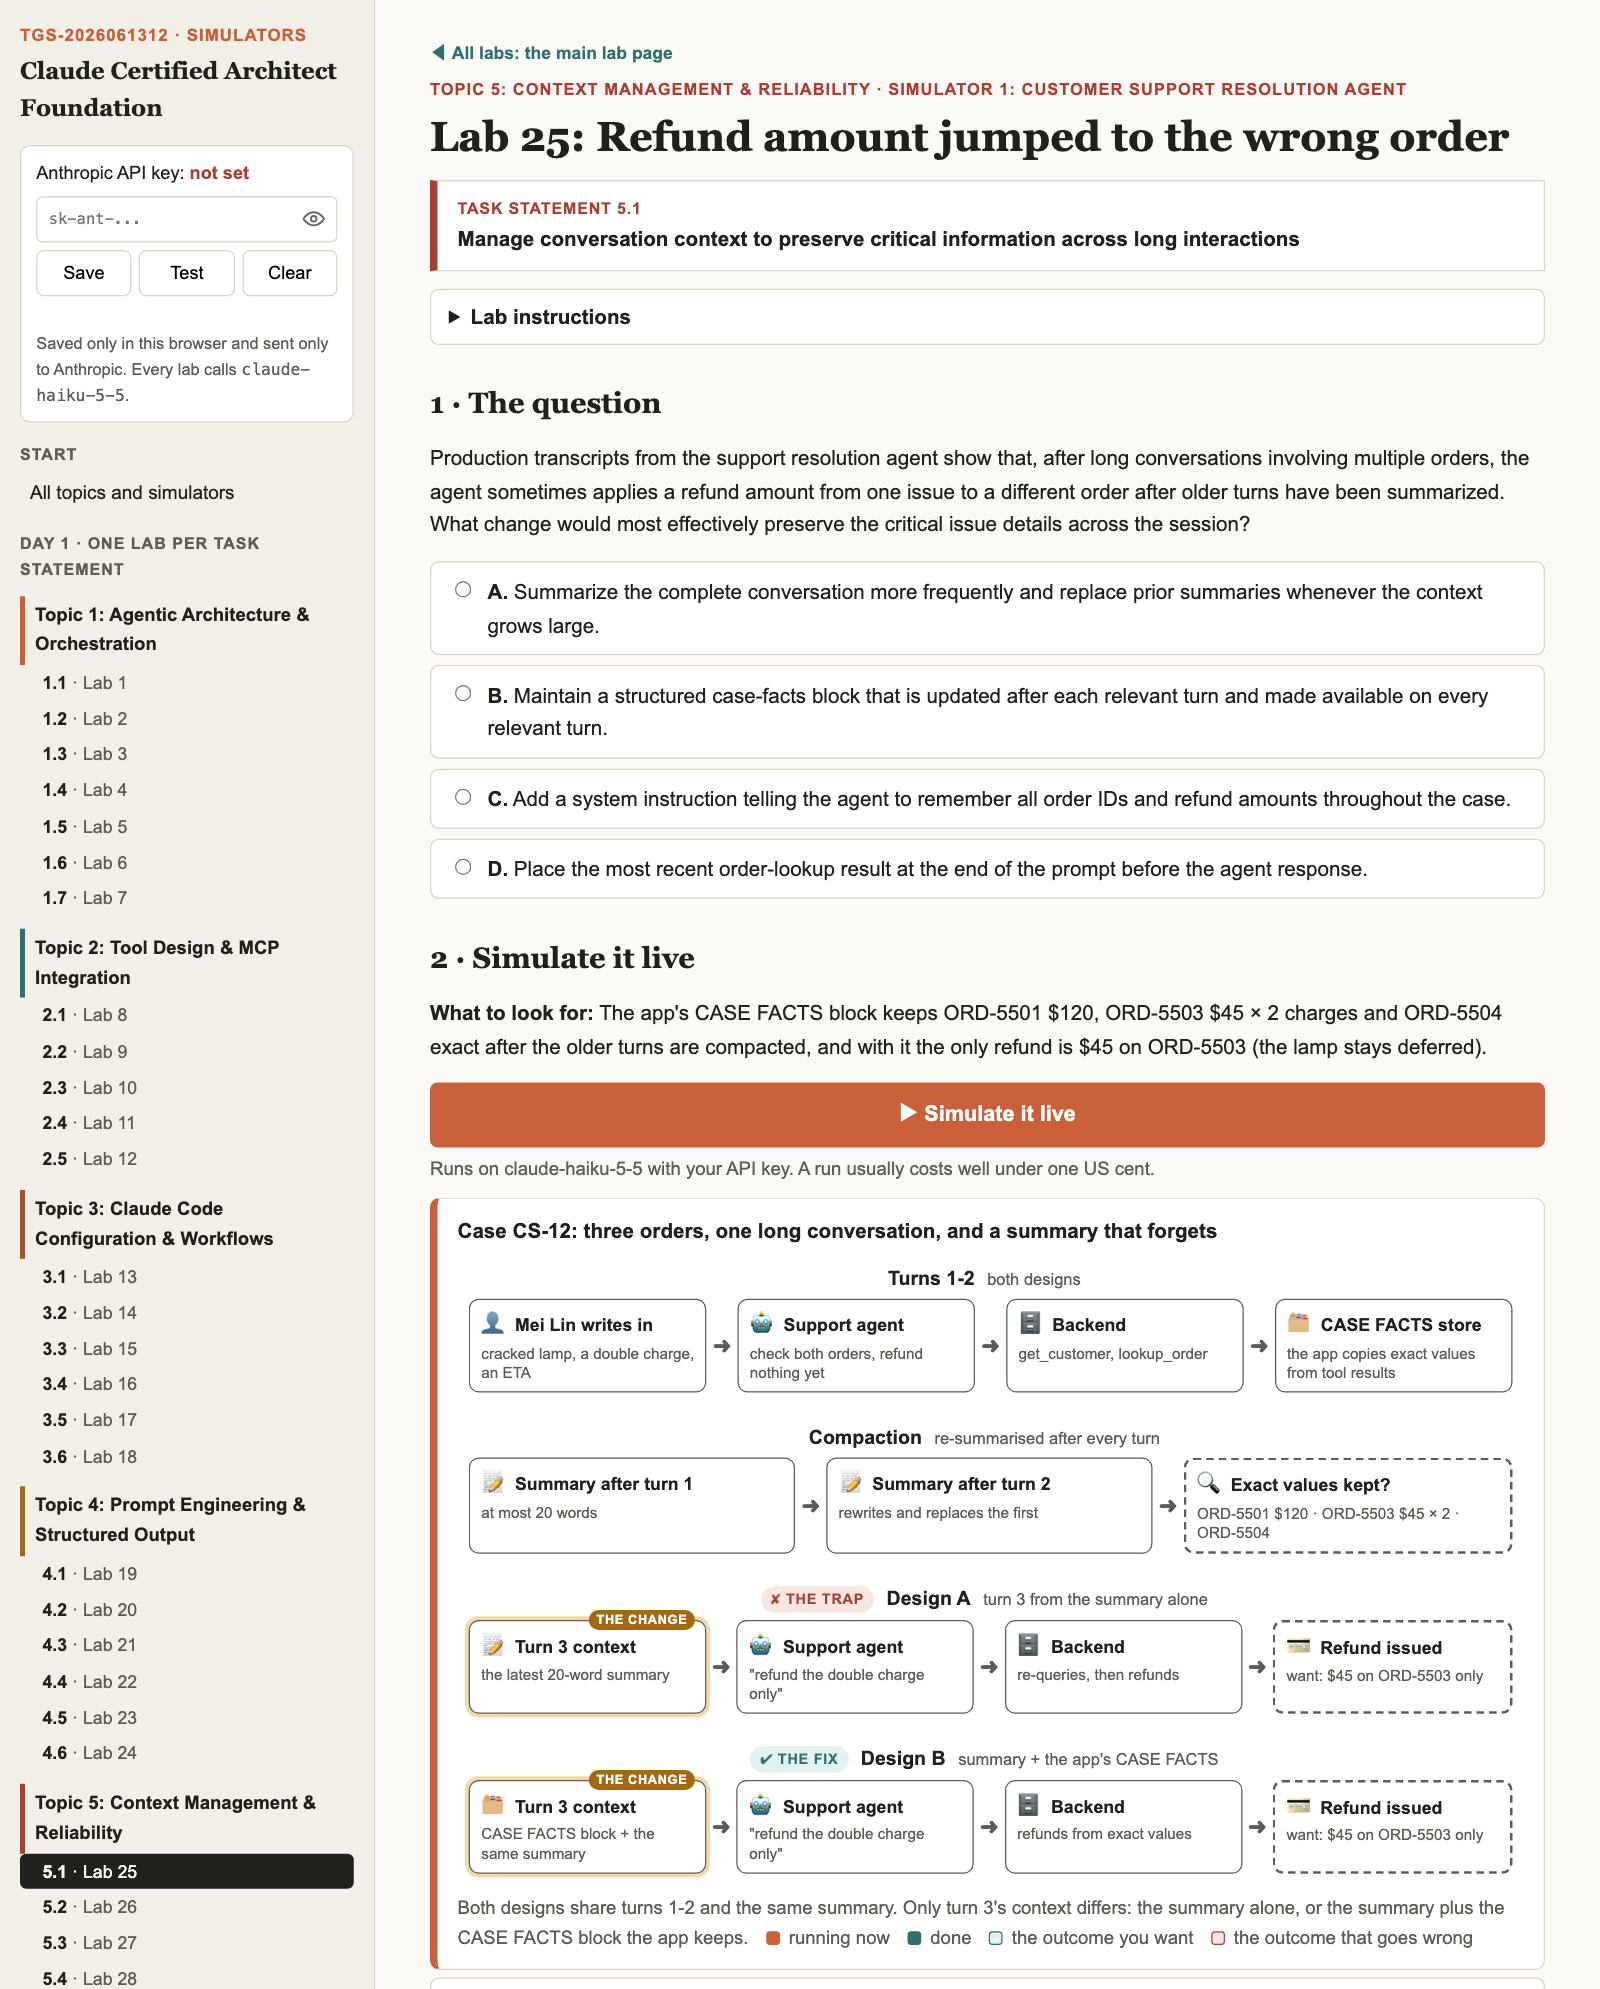 TGS-2026061312 · SIMULATORS
Claude Certified Architect
Foundation
Anthropic API key: not set
sk-ant-...
Save
Test
Clear
Saved only in this browser and sent only
to Anthropic. Every lab calls claude-
haiku-5-5.
START
All topics and simulators
DAY 1 · ONE LAB PER TASK
STATEMENT
Topic 1: Agentic Architecture &
Orchestration
1.1 · Lab 1
1.2 · Lab 2
1.3 · Lab 3
1.4 · Lab 4
1.5 · Lab 5
1.6 · Lab 6
1.7 · Lab 7
Topic 2: Tool Design & MCP
Integration
2.1 · Lab 8
2.2 · Lab 9
2.3 · Lab 10
2.4 · Lab 11
2.5 · Lab 12
Topic 3: Claude Code
Configuration & Workflows
3.1 · Lab 13
3.2 · Lab 14
3.3 · Lab 15
3.4 · Lab 16
3.5 · Lab 17
3.6 · Lab 18
Topic 4: Prompt Engineering &
Structured Output
4.1 · Lab 19
4.2 · Lab 20
4.3 · Lab 21
4.4 · Lab 22
4.5 · Lab 23
4.6 · Lab 24
Topic 5: Context Management &
Reliability
5.1 · Lab 25
5.2 · Lab 26
5.3 · Lab 27
5.4 · Lab 28
◀ All labs: the main lab page
TOPIC 5: CONTEXT MANAGEMENT & RELIABILITY · SIMULATOR 1: CUSTOMER SUPPORT RESOLUTION AGENT
Lab 25: Refund amount jumped to the wrong order
TASK STATEMENT 5.1
Manage conversation context to preserve critical information across long interactions
▶ Lab instructions
1 · The question
Production transcripts from the support resolution agent show that, after long conversations involving multiple orders, the
agent sometimes applies a refund amount from one issue to a different order after older turns have been summarized.
What change would most effectively preserve the critical issue details across the session?
A. Summarize the complete conversation more frequently and replace prior summaries whenever the context
grows large.
B. Maintain a structured case-facts block that is updated after each relevant turn and made available on every
relevant turn.
C. Add a system instruction telling the agent to remember all order IDs and refund amounts throughout the case.
D. Place the most recent order-lookup result at the end of the prompt before the agent response.
2 · Simulate it live
What to look for: The app's CASE FACTS block keeps ORD-5501 $120, ORD-5503 $45 × 2 charges and ORD-5504
exact after the older turns are compacted, and with it the only refund is $45 on ORD-5503 (the lamp stays deferred).
▶ Simulate it live
Runs on claude-haiku-5-5 with your API key. A run usually costs well under one US cent.
Case CS-12: three orders, one long conversation, and a summary that forgets
Turns 1-2 both designs
Mei Lin writes in
cracked lamp, a double charge,
an ETA
➜
Support agent
check both orders, refund
nothing yet
➜
Backend
get_customer, lookup_order
➜
CASE FACTS store
the app copies exact values
from tool results
Compaction re-summarised after every turn
Summary after turn 1
at most 20 words
➜
Summary after turn 2
rewrites and replaces the first
➜
Exact values kept?
ORD-5501 $120 · ORD-5503 $45 × 2 ·
ORD-5504
✘ THE TRAP Design A turn 3 from the summary alone
THE CHANGE
Turn 3 context
the latest 20-word summary
➜
Support agent
"refund the double charge
only"
➜
Backend
re-queries, then refunds
➜
Refund issued
want: $45 on ORD-5503 only
✔ THE FIX Design B summary + the app's CASE FACTS
THE CHANGE
Turn 3 context
CASE FACTS block + the
same summary
➜
Support agent
"refund the double charge
only"
➜
Backend
refunds from exact values
➜
Refund issued
want: $45 on ORD-5503 only
Both designs share turns 1-2 and the same summary. Only turn 3's context differs: the summary alone, or the summary plus the
CASE FACTS block the app keeps. running now done the outcome you want the outcome that goes wrong